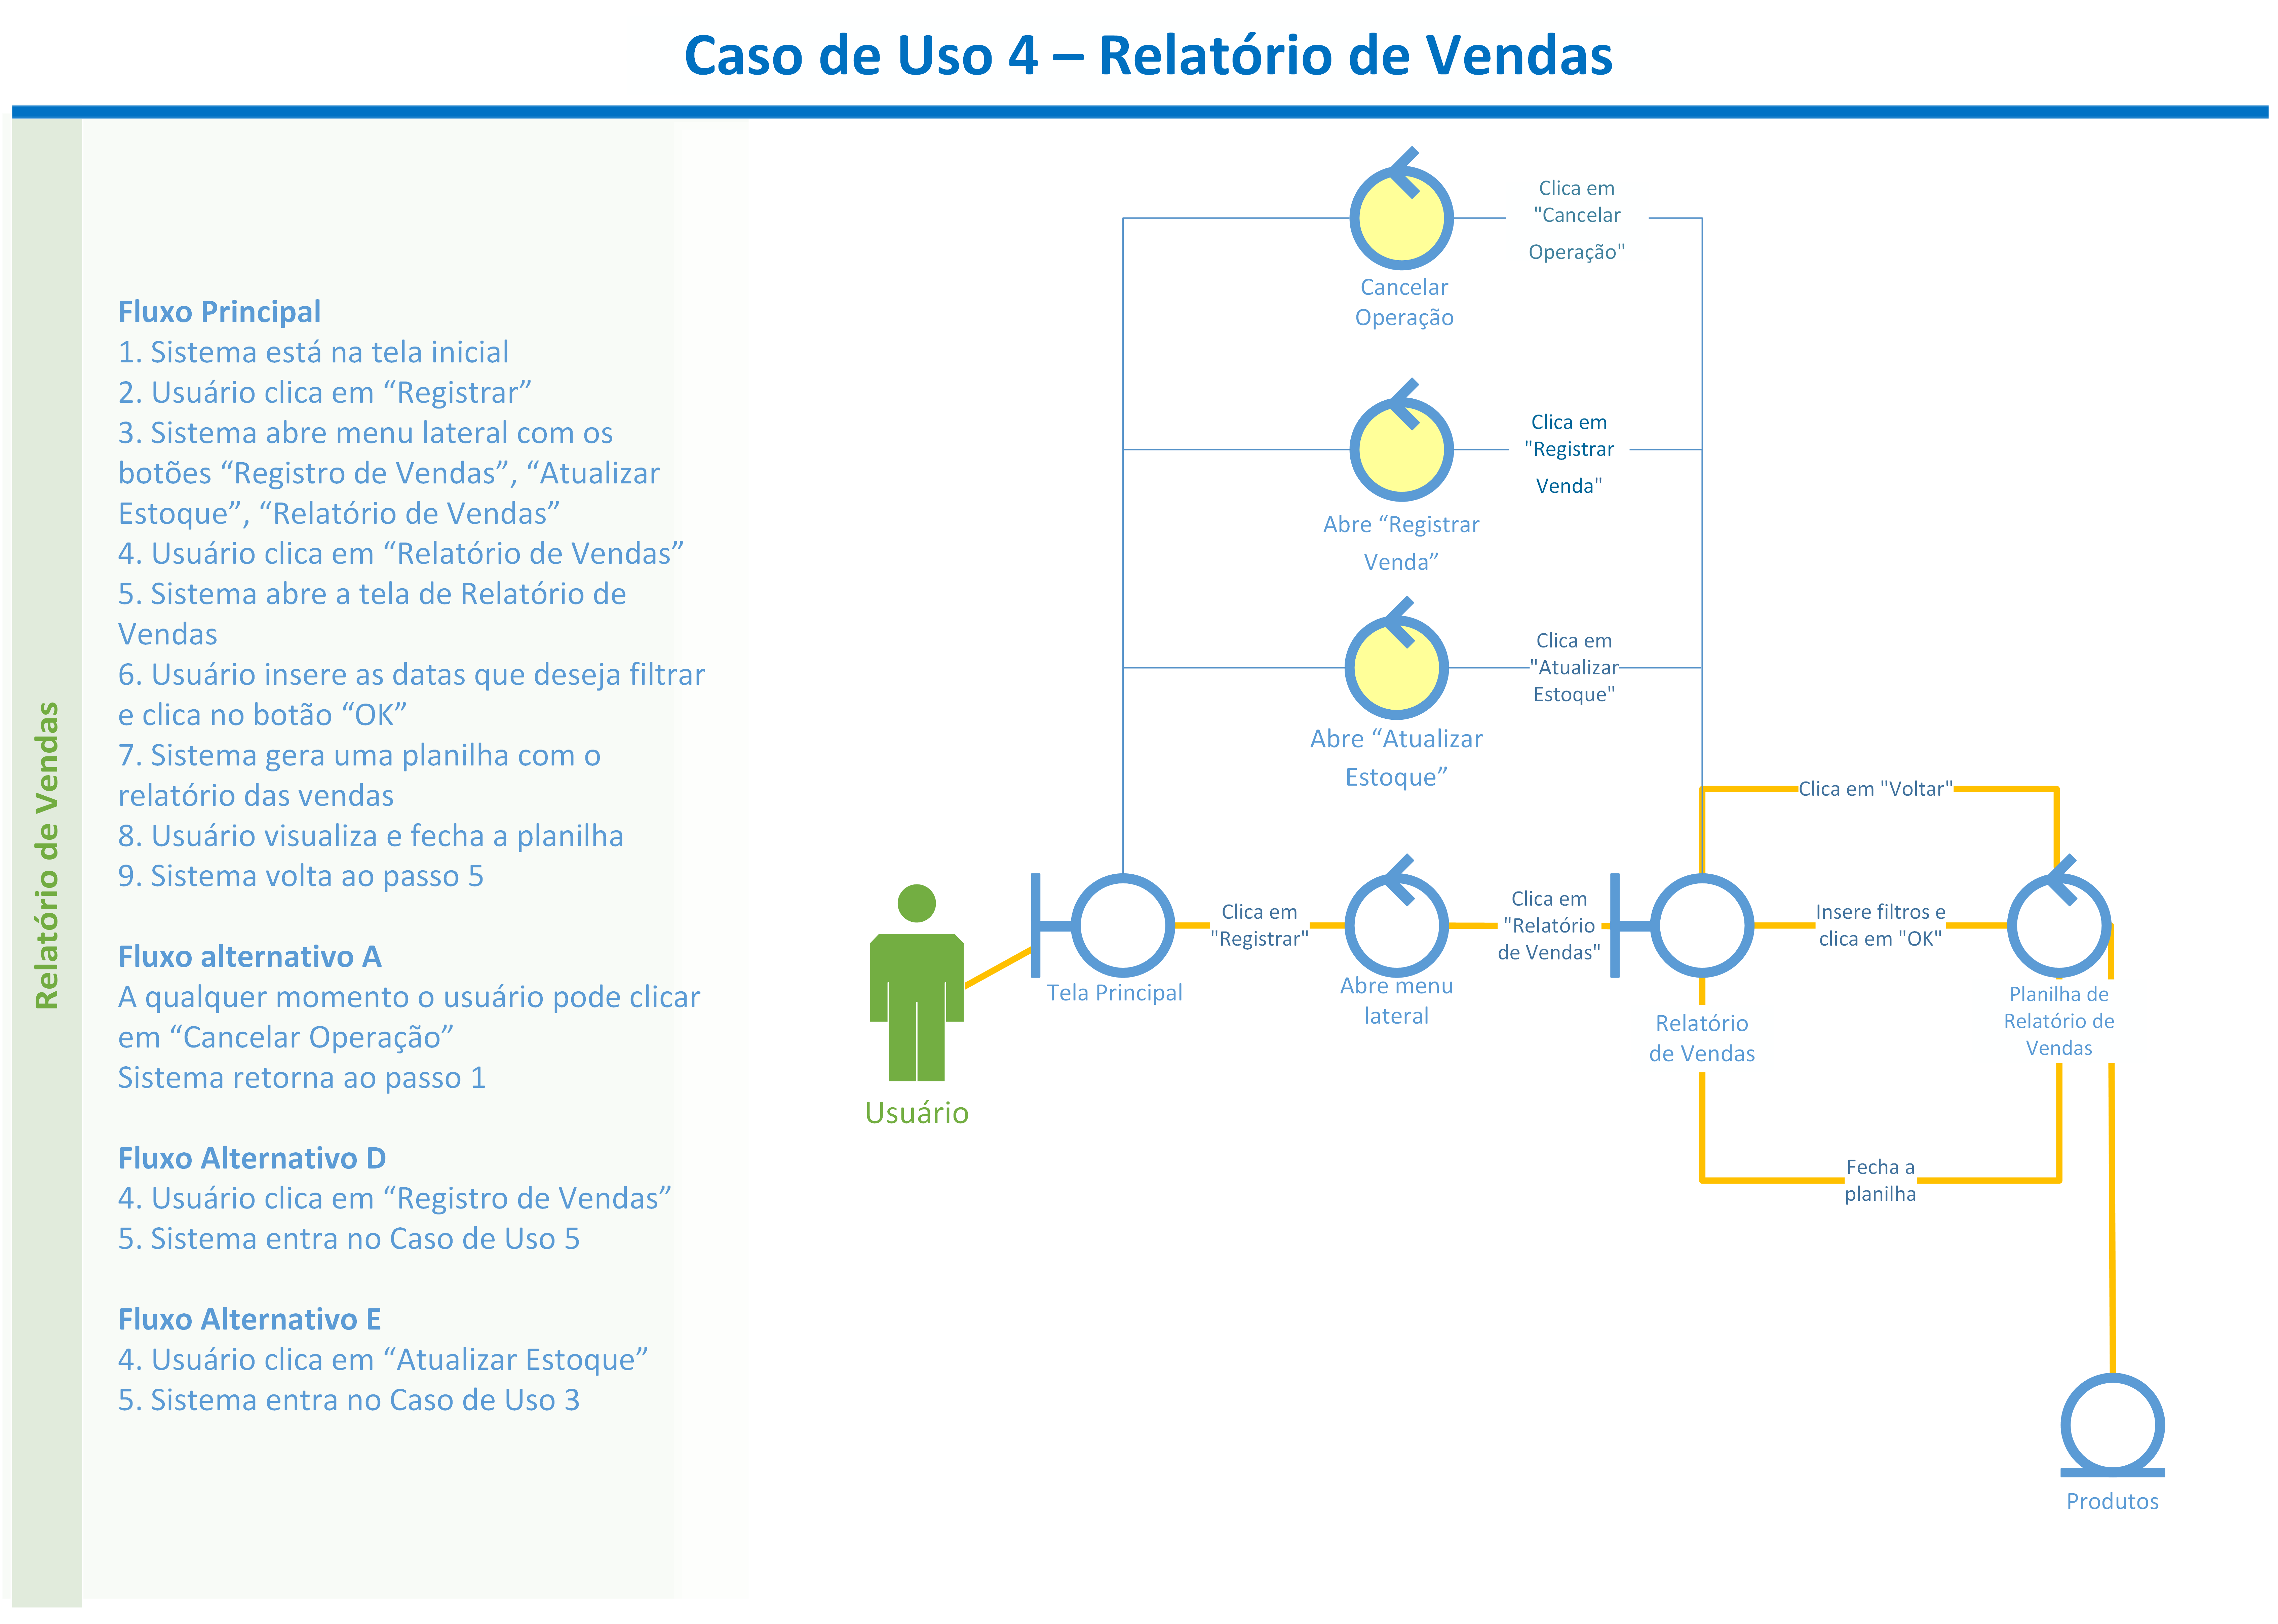 Caso de Uso 4 – Relatório de Vendas
Relatório de Vendas
Fluxo Principal
1. Sistema está na tela inicial
2. Usuário clica em “Registrar”
3. Sistema abre menu lateral com os
botões “Registro de Vendas”, “Atualizar
Estoque”, “Relatório de Vendas”
4. Usuário clica em “Relatório de Vendas”
5. Sistema abre a tela de Relatório de
Vendas
6. Usuário insere as datas que deseja filtrar
e clica no botão “OK”
7. Sistema gera uma planilha com o
relatório das vendas
8. Usuário visualiza e fecha a planilha
9. Sistema volta ao passo 5
Fluxo alternativo A
A qualquer momento o usuário pode clicar
em “Cancelar Operação”
Sistema retorna ao passo 1
Fluxo Alternativo D
4. Usuário clica em “Registro de Vendas”
5. Sistema entra no Caso de Uso 5
Fluxo Alternativo E
4. Usuário clica em “Atualizar Estoque”
5. Sistema entra no Caso de Uso 3
Clica em
"Cancelar
Operação"
Cancelar
Operação
Clica em
"Registrar
Venda"
Abre “Registrar
Venda”
Clica em
"Atualizar
Estoque"
Abre “Atualizar
Estoque”
Clica em "Voltar"
Usuário
Tela Principal
Clica em
"Registrar"
Abre menu
lateral
Clica em
"Relatório
de Vendas"
Relatório
de Vendas
Insere filtros e
clica em "OK"
Planilha de
Relatório de
Vendas
Fecha a
planilha
Produtos